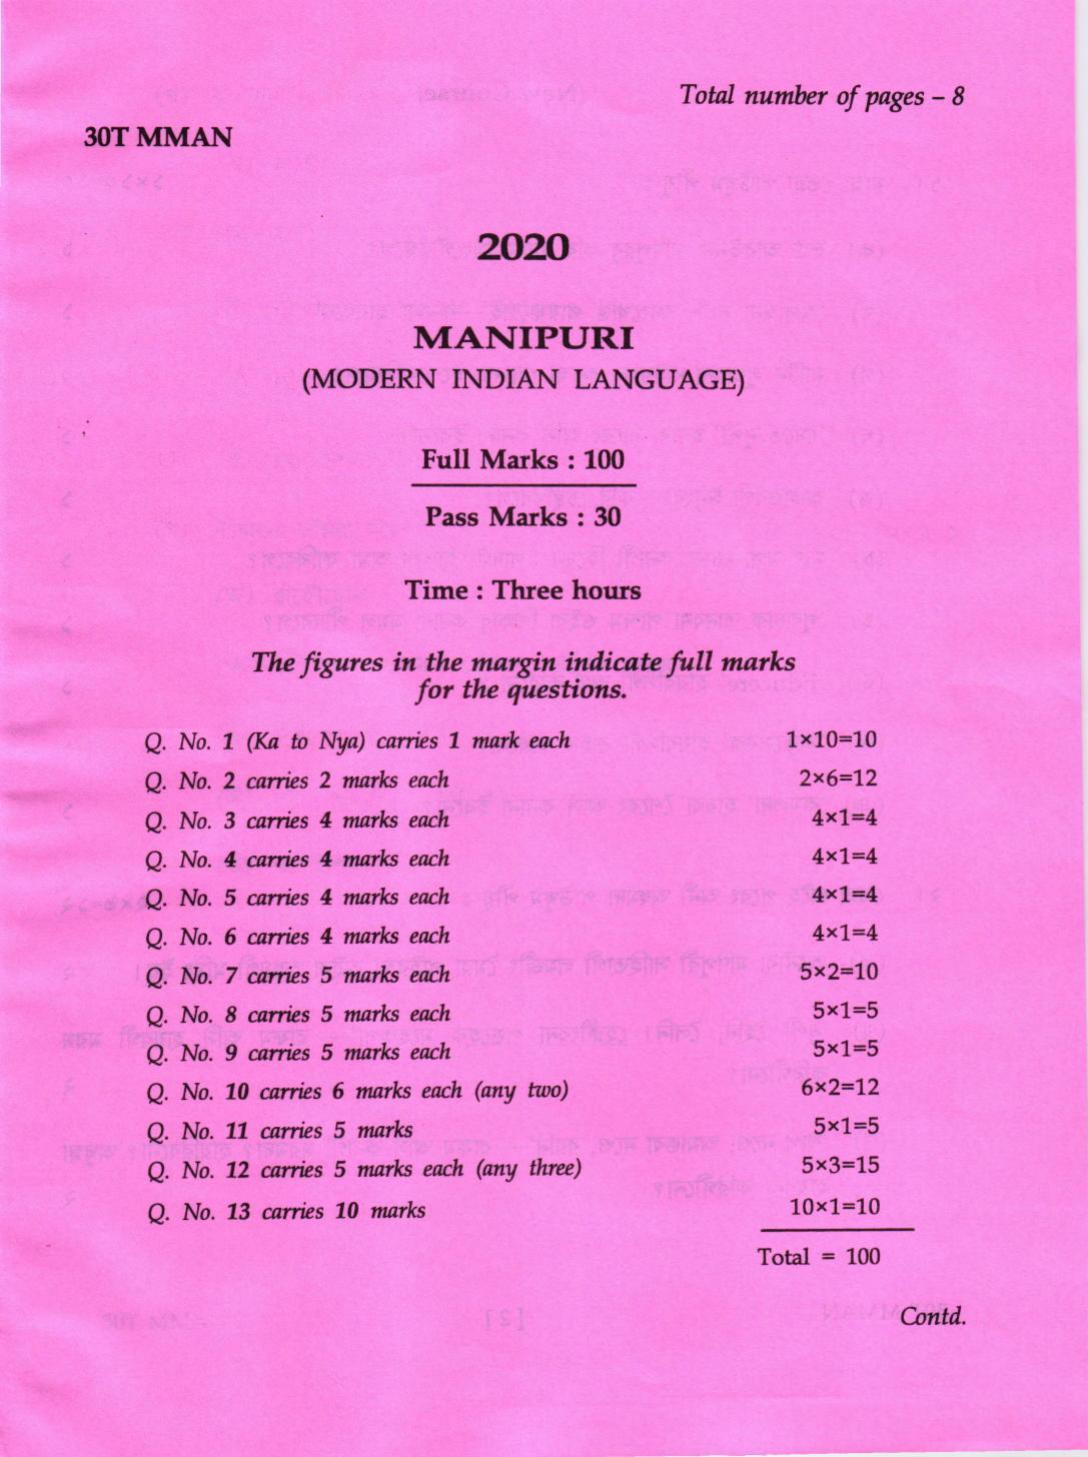 Total number of pages – 8
30T MMAN
2020
MANIPURI
(MODERN INDIAN LANGUAGE)
Full Marks : 100
Pass Marks : 30
Time : Three hours
The figures in the margin indicate full marks
for the questions.
Q. No. 1 (Ka to Nya) carries 1 mark each 1×10=10
Q. No. 2 carries 2 marks each 2×6=12
Q. No. 3 carries 4 marks each 4×1=4
Q. No. 4 carries 4 marks each 4×1=4
Q. No. 5 carries 4 marks each 4×1=4
Q. No. 6 carries 4 marks each 4×1=4
Q. No. 7 carries 5 marks each 5×2=10
Q. No. 8 carries 5 marks each 5×1=5
Q. No. 9 carries 5 marks each 5×1=5
Q. No. 10 carries 6 marks each (any two) 6×2=12
Q. No. 11 carries 5 marks 5×1=5
Q. No. 12 carries 5 marks each (any three) 5×3=15
Q. No. 13 carries 10 marks 10×1=10
Total = 100
Contd.